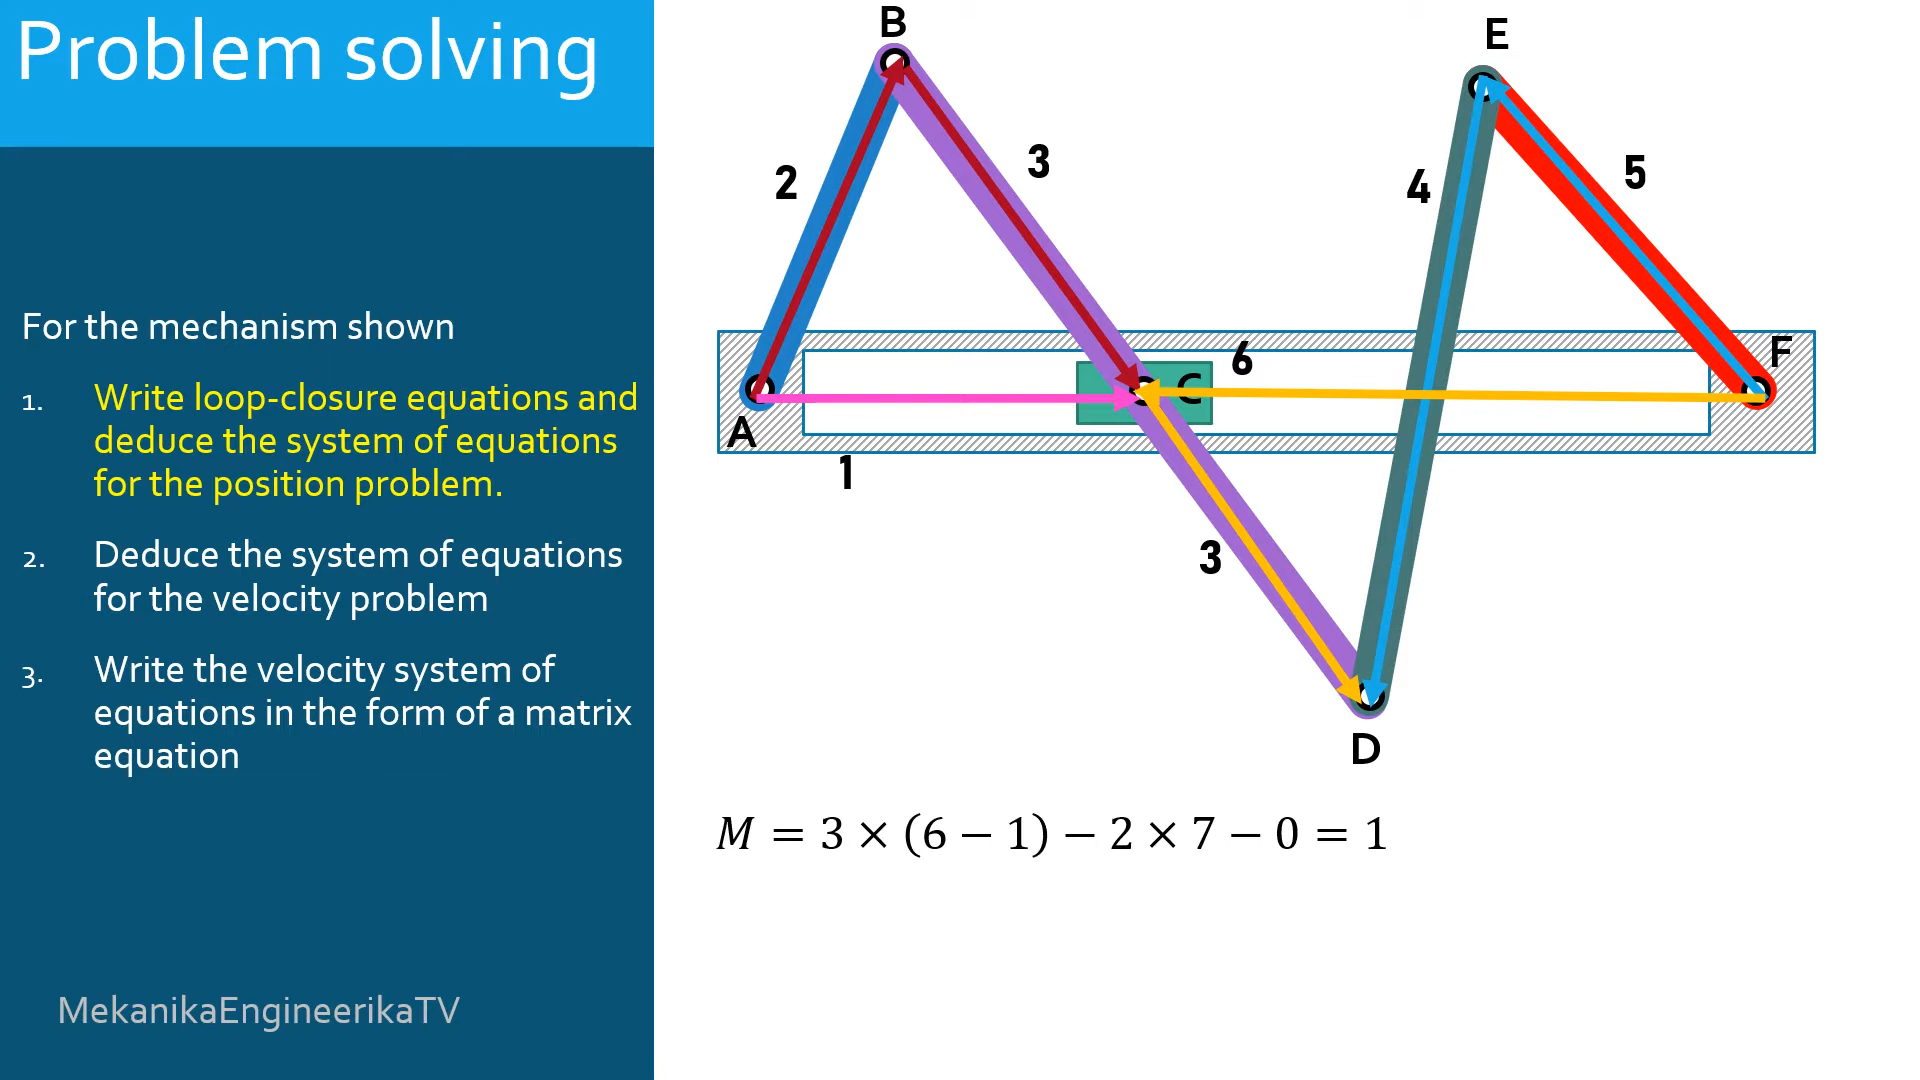 Problem solving
For the mechanism shown
1. Write loop-closure equations and
deduce the system of equations
for the position problem.
2. Deduce the system of equations
for the velocity problem
3. Write the velocity system of
equations in the form of a matrix
equation
MekanikaEngineerikaTV
B
E
2
3
4
5
6
F
C
A
1
3
D
M = 3 × (6 − 1) − 2 × 7 − 0 = 1